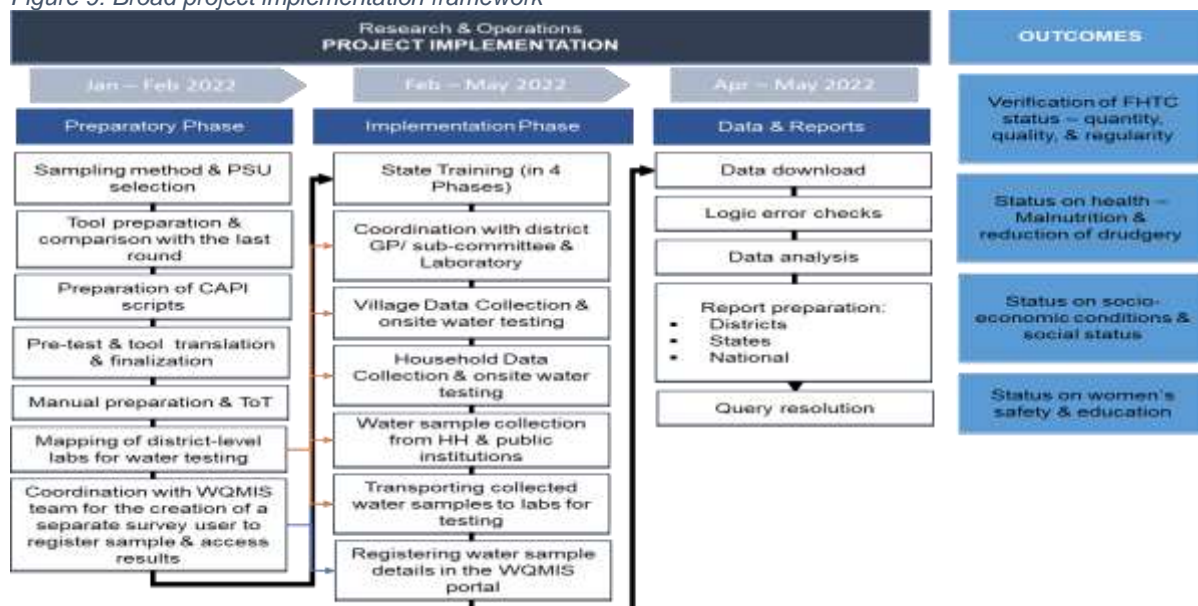 Figure 9: Broad project implementation framework
Research & Operations
PROJECT IMPLEMENTATION
OUTCOMES
Jan – Feb 2022
Feb – May 2022
Apr – May 2022
Preparatory Phase
Implementation Phase
Data & Reports
Sampling method & PSU
selection
Tool preparation &
comparison with the last
round
Preparation of CAPI
scripts
Pre-test & tool translation
& finalization
Manual preparation & ToT
Mapping of district-level
labs for water testing
Coordination with WQMIS
team for the creation of a
separate survey user to
register sample & access
results
State Training (in 4
Phases)
Coordination with district
GP/ sub-committee &
Laboratory
Village Data Collection &
onsite water testing
Household Data
Collection & onsite water
testing
Water sample collection
from HH & public
institutions
Transporting collected
water samples to labs for
testing
Registering water sample
details in the WQMIS
portal
Data download
Logic error checks
Data analysis
Report preparation:
▪ Districts
▪ States
▪ National
Query resolution
Verification of FHTC
status – quantity,
quality, & regularity
Status on health –
Malnutrition &
reduction of drudgery
Status on socio-
economic conditions &
social status
Status on women's
safety & education